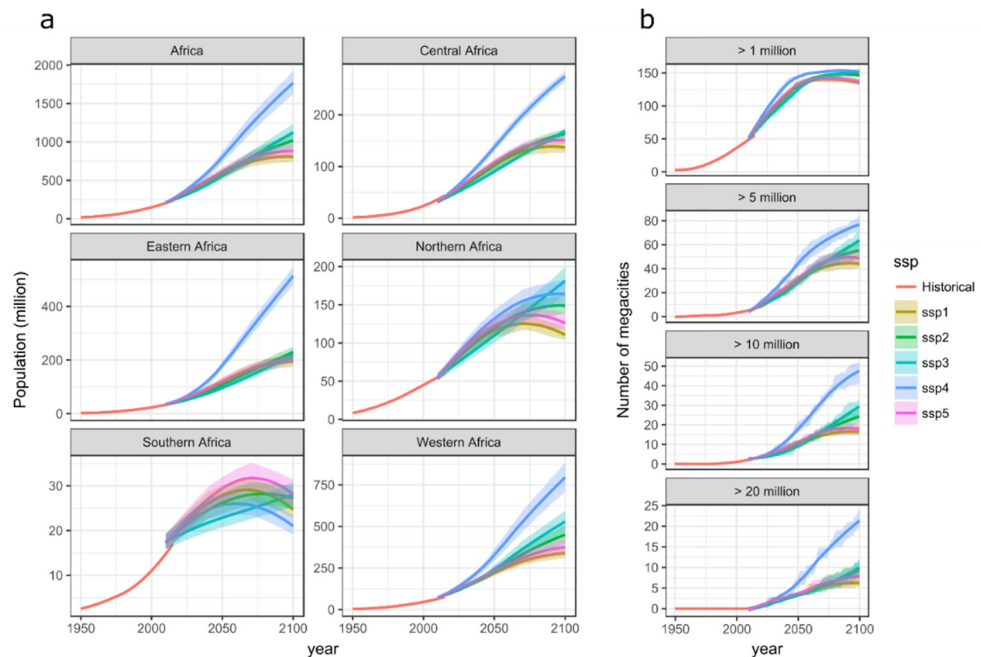 a
b
Africa
Central Africa
2000
1500
1000
500
0
200
100
0
Eastern Africa
Northern Africa
400
200
0
200
150
100
50
0
Southern Africa
Western Africa
30
20
10
750
500
250
0
1950
2000
2050
2100
1950
2000
2050
2100
year
year
Population (million)
> 1 million
150
100
50
0
> 5 million
80
60
40
20
0
> 10 million
50
40
30
20
10
0
> 20 million
25
20
15
10
5
0
1950
2000
2050
2100
year
Number of megacities
ssp
Historical
ssp1
ssp2
ssp3
ssp4
ssp5